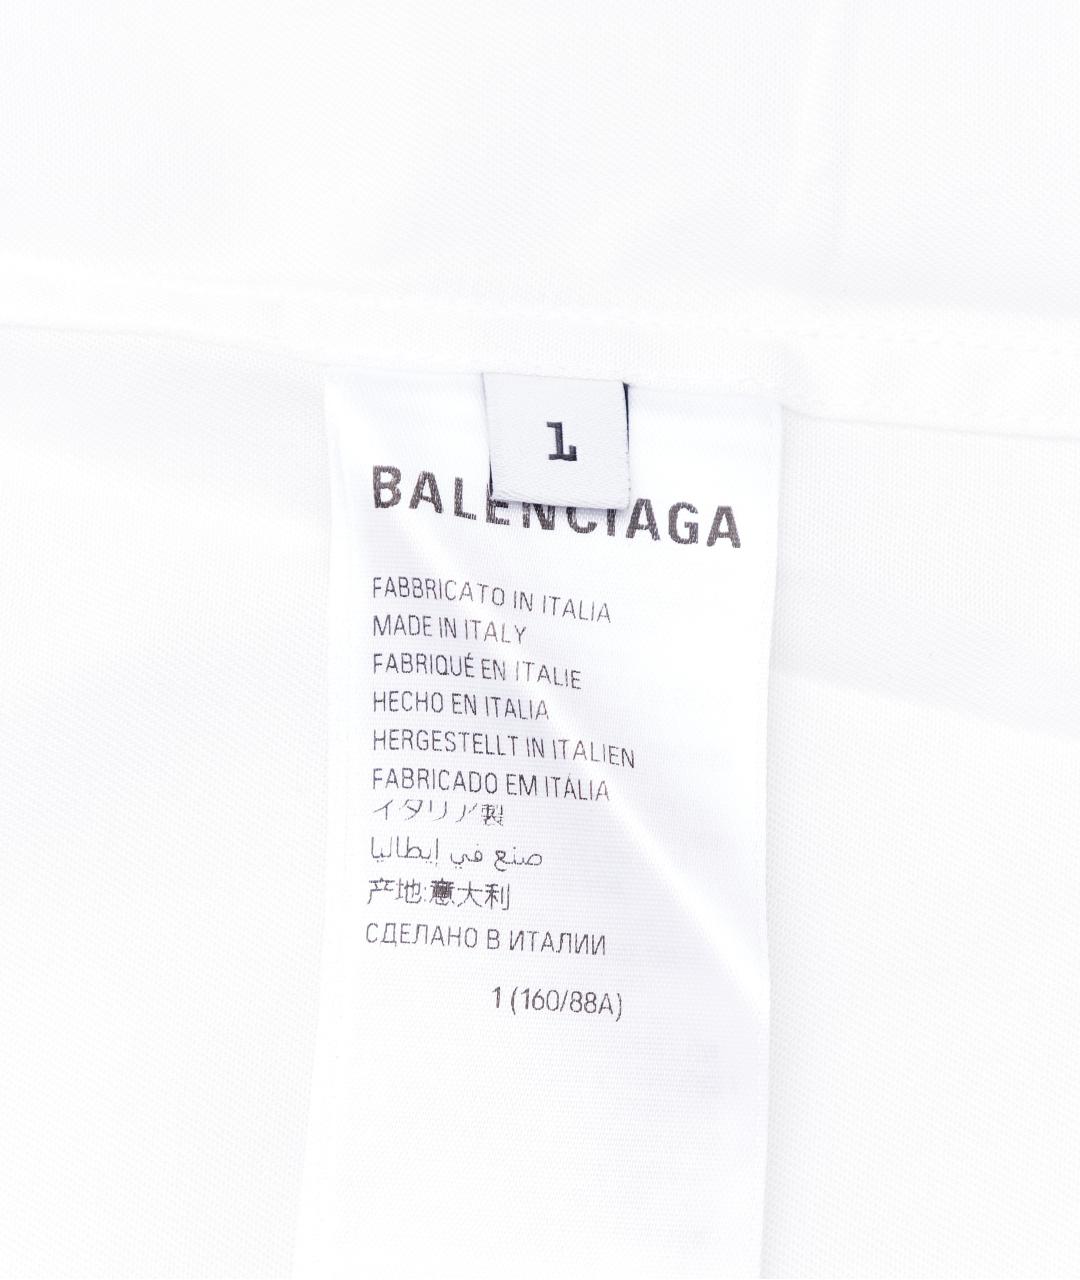 1
BALENCIAGA
FABBRICATO IN ITALIA
MADE IN ITALY
FABRIQUÉ EN ITALIE
HECHO EN ITALIA
HERGESTELLT IN ITALIEN
FABRICADO EM ITÁLIA
イタリア製
صنع في إيطاليا
产地:意大利
СДЕЛАНО В ИТАЛИИ
1 (160/88A)